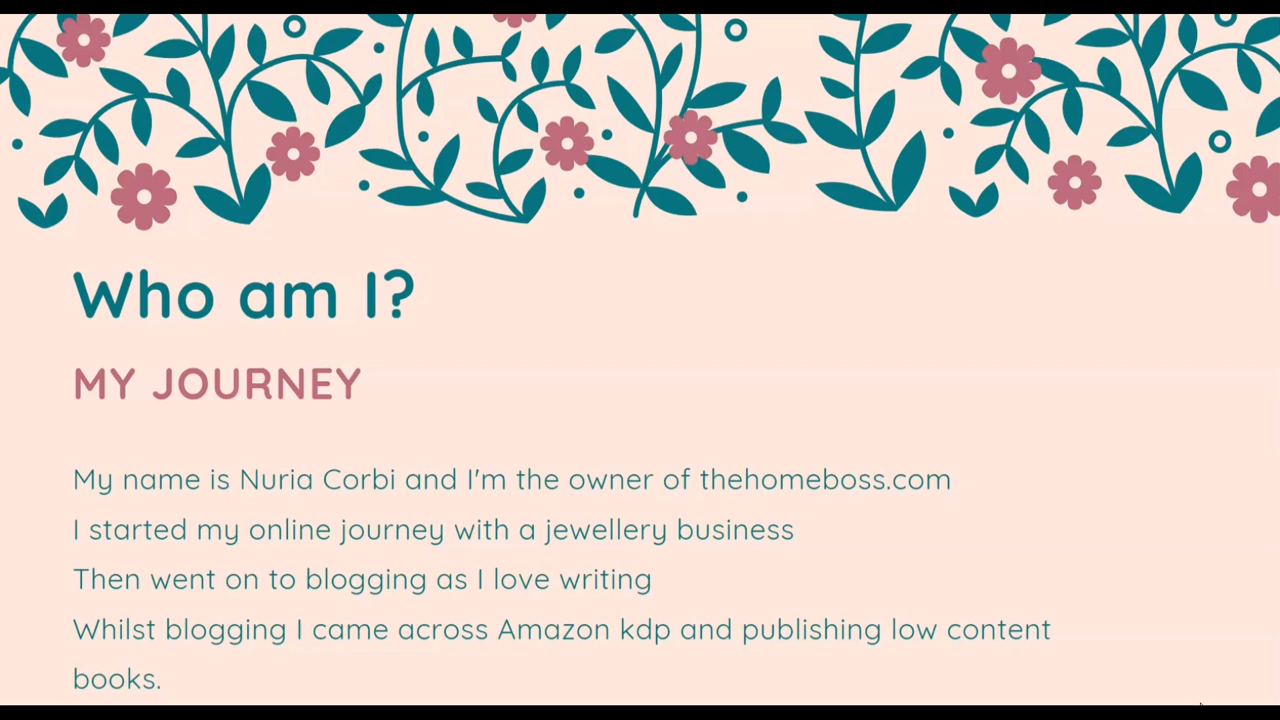 Who am I?
MY JOURNEY
My name is Nuria Corbi and I'm the owner of thehomeboss.com
I started my online journey with a jewellery business
Then went on to blogging as I love writing
Whilst blogging I came across Amazon kdp and publishing low content
books.